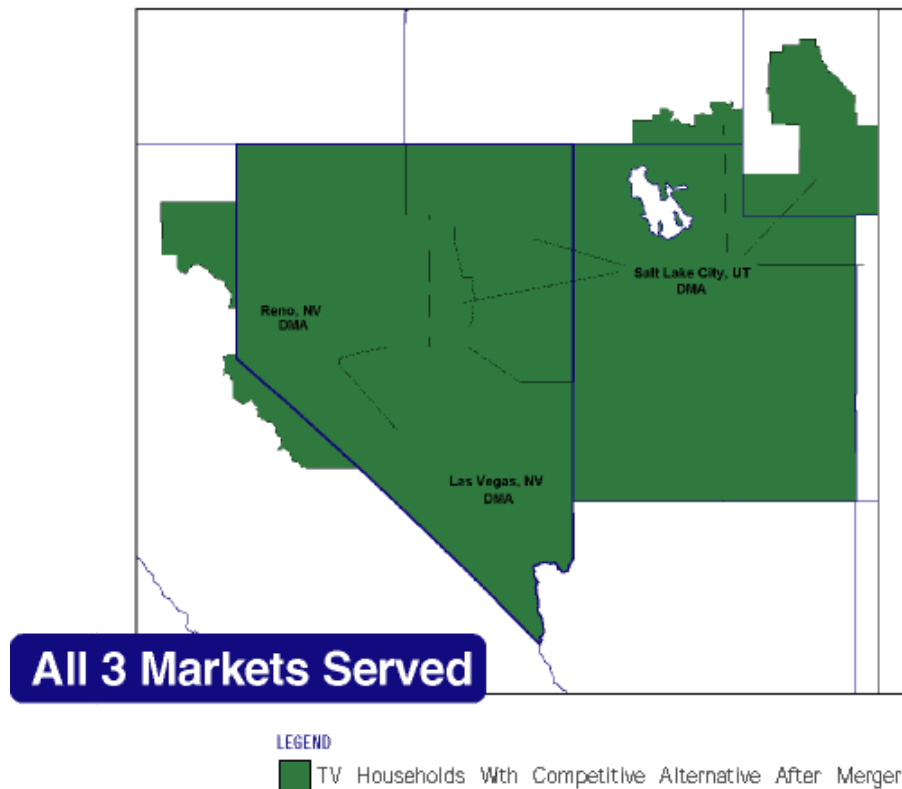 Salt Lake City, UT
DMA
Reno, NV
DMA
Las Vegas, NV
DMA
All 3 Markets Served
LEGEND
TV Households With Competitive Alternative After Merger